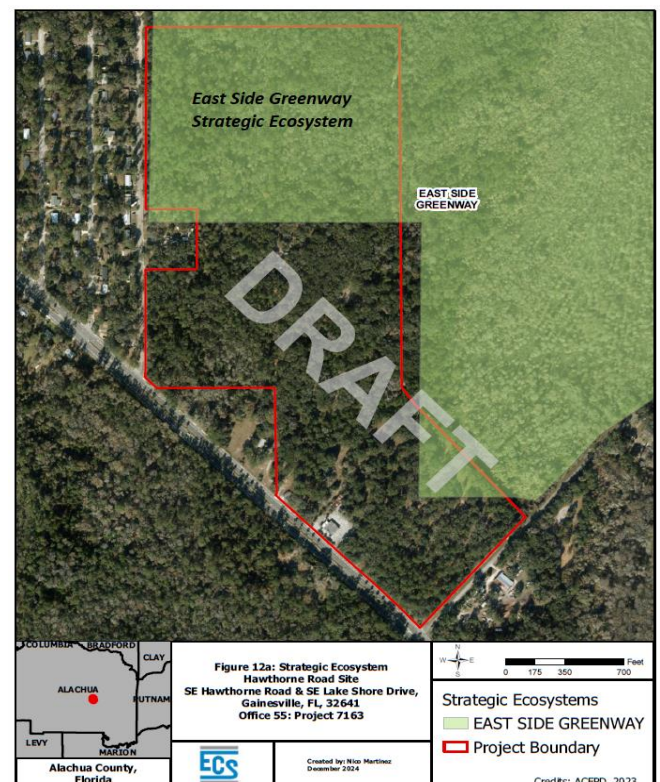 East Side Greenway
Strategic Ecosystem
EAST SIDE
GREENWAY
DRAFT
COLUMBIA
BRADFORD
CLAY
ALACHUA
PUTNAM
LEVY
MARION
Alachua County,
Florida
Figure 12a: Strategic Ecosystem
Hawthorne Road Site
SE Hawthorne Road & SE Lake Shore Drive,
Gainesville, FL, 32641
Office 55: Project 7163
ECS
Created by: Nico Martinez
December 2024
N
W E
S
Feet
0 175 350 700
Strategic Ecosystems
EAST SIDE GREENWAY
Project Boundary
Credits: ACEPD, 2023